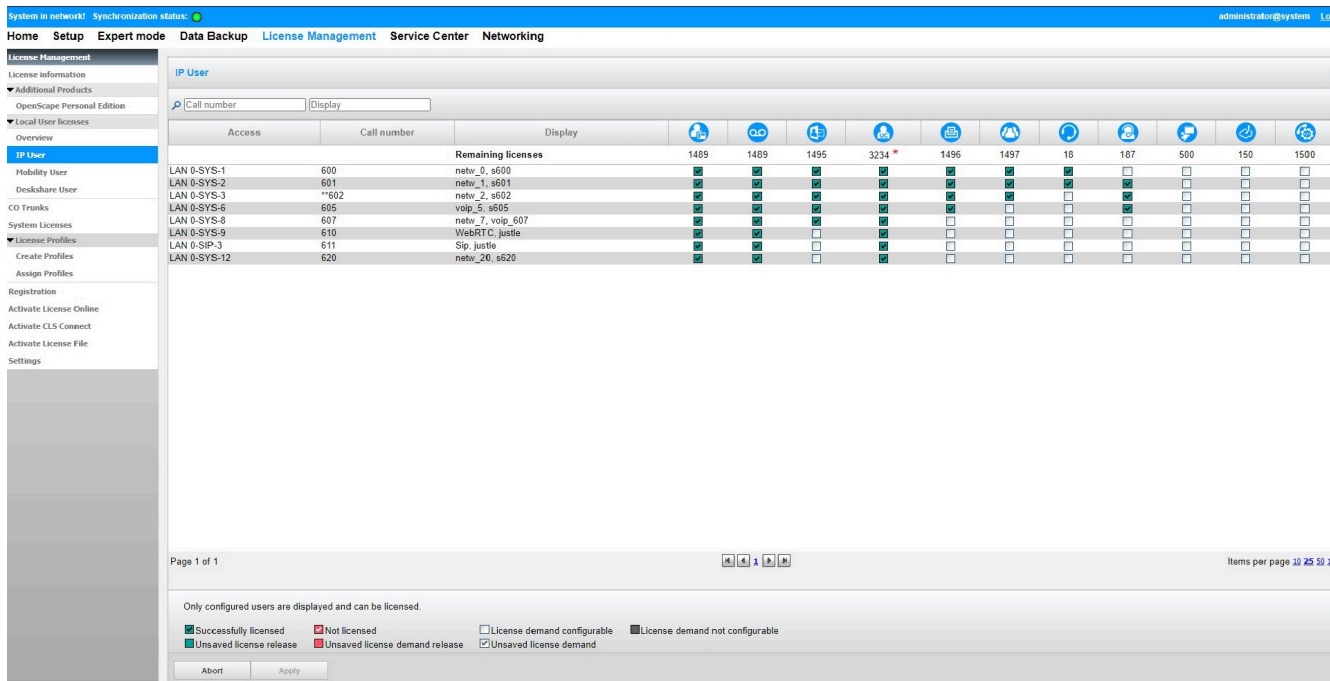 System in network! Synchronization status:
administrator@system Lo
Home Setup Expert mode Data Backup License Management Service Center Networking
License Management
License information
Additional Products
OpenScape Personal Edition
Local User licenses
Overview
IP User
Mobility User
Deskshare User
CO Trunks
System Licenses
License Profiles
Create Profiles
Assign Profiles
Registration
Activate License Online
Activate CLS Connect
Activate License File
Settings
IP User
Call number Display
Access Call number Display
Remaining licenses 1489 1489 1495 3234 * 1496 1497 18 187 500 150 1500
LAN 0-SYS-1 600 netw_0, s600
LAN 0-SYS-2 601 netw_1, s601
LAN 0-SYS-3 **602 netw_2, s602
LAN 0-SYS-6 605 voip_5, s605
LAN 0-SYS-8 607 netw_7, voip_607
LAN 0-SYS-9 610 WebRTC, justle
LAN 0-SIP-3 611 Sip, justle
LAN 0-SYS-12 620 netw_20, s620
Page 1 of 1
1
Items per page 10 25 50 1
Only configured users are displayed and can be licensed.
Successfully licensed Not licensed License demand configurable License demand not configurable
Unsaved license release Unsaved license demand release Unsaved license demand
Abort Apply